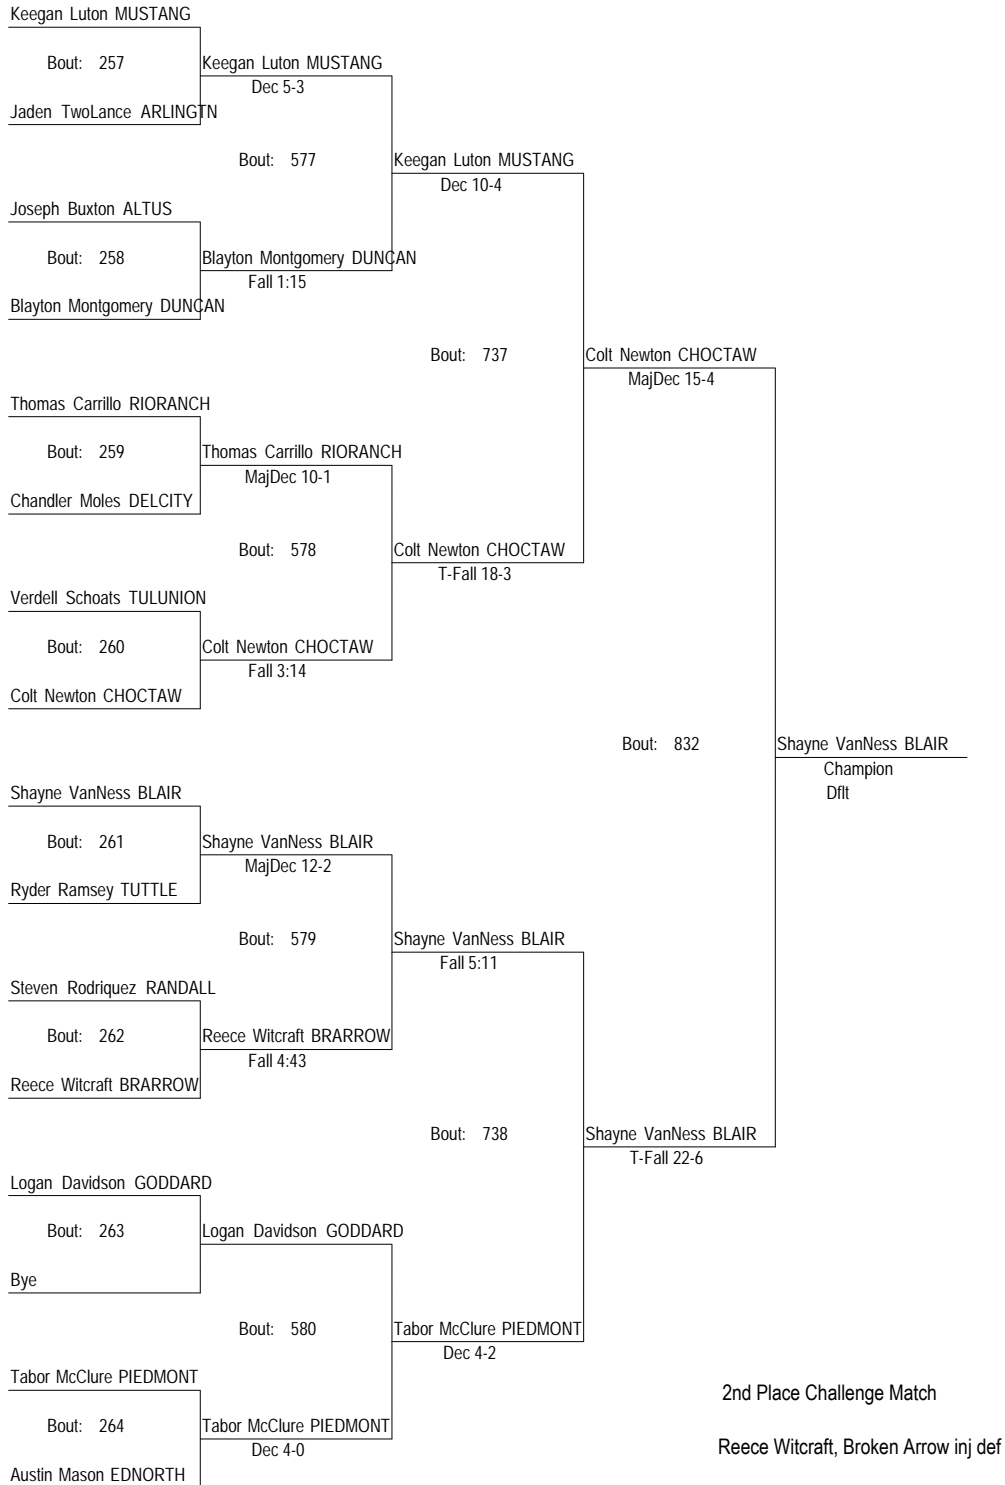 Keegan Luton MUSTANG
Bout: 257
Keegan Luton MUSTANG
Dec 5-3
Jaden TwoLance ARLINGTN
Bout: 577
Keegan Luton MUSTANG
Dec 10-4
Joseph Buxton ALTUS
Bout: 258
Blayton Montgomery DUNCAN
Fall 1:15
Blayton Montgomery DUNCAN
Bout: 737
Colt Newton CHOCTAW
MajDec 15-4
Thomas Carrillo RIORANCH
Bout: 259
Thomas Carrillo RIORANCH
MajDec 10-1
Chandler Moles DELCITY
Bout: 578
Colt Newton CHOCTAW
T-Fall 18-3
Verdell Schoats TULUNION
Bout: 260
Colt Newton CHOCTAW
Fall 3:14
Colt Newton CHOCTAW
Bout: 832
Shayne VanNess BLAIR
Champion
Dflt
Shayne VanNess BLAIR
Bout: 261
Shayne VanNess BLAIR
MajDec 12-2
Ryder Ramsey TUTTLE
Bout: 579
Shayne VanNess BLAIR
Fall 5:11
Steven Rodriquez RANDALL
Bout: 262
Reece Witcraft BRARROW
Fall 4:43
Reece Witcraft BRARROW
Bout: 738
Shayne VanNess BLAIR
T-Fall 22-6
Logan Davidson GODDARD
Bout: 263
Logan Davidson GODDARD
Bye
Bout: 580
Tabor McClure PIEDMONT
Dec 4-2
Tabor McClure PIEDMONT
Bout: 264
Tabor McClure PIEDMONT
Dec 4-0
Austin Mason EDNORTH
2nd Place Challenge Match
Reece Witcraft, Broken Arrow inj def